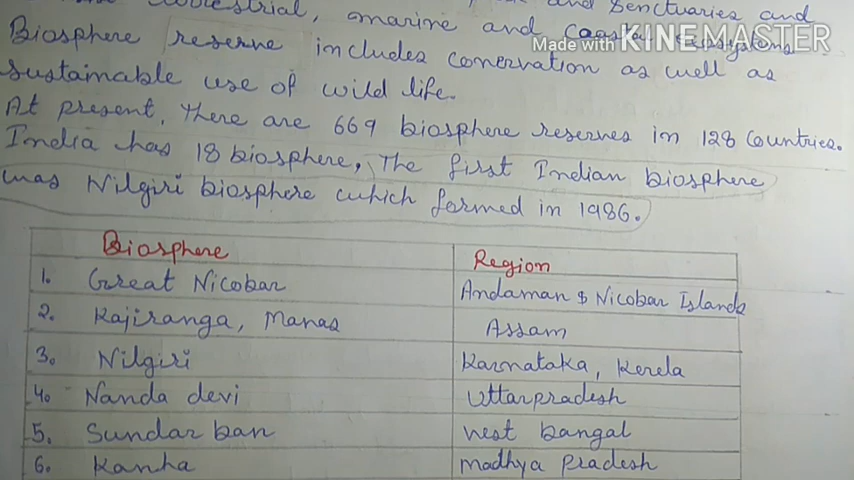 terrestrial, marine and coastal ecosystems
and Senctuaries and
Made with KINEMASTER
Biosphere reserve includes conervation as well as
sustainable use of wild life.
At present, there are 669 biosphere reserves in 128 Countries.
India has 18 biosphere, The first Indian biosphere
was Nilgiri biosphere which formed in 1986.
Biosphere Region
1. Great Nicobar Andaman & Nicobar Islands
2. Kajiranga, Manas Assam
3. Nilgiri Karnataka, Kerela
4. Nanda devi Uttarpradesh
5. Sundar ban west bangal
6. Kanha Madhya Pradesh